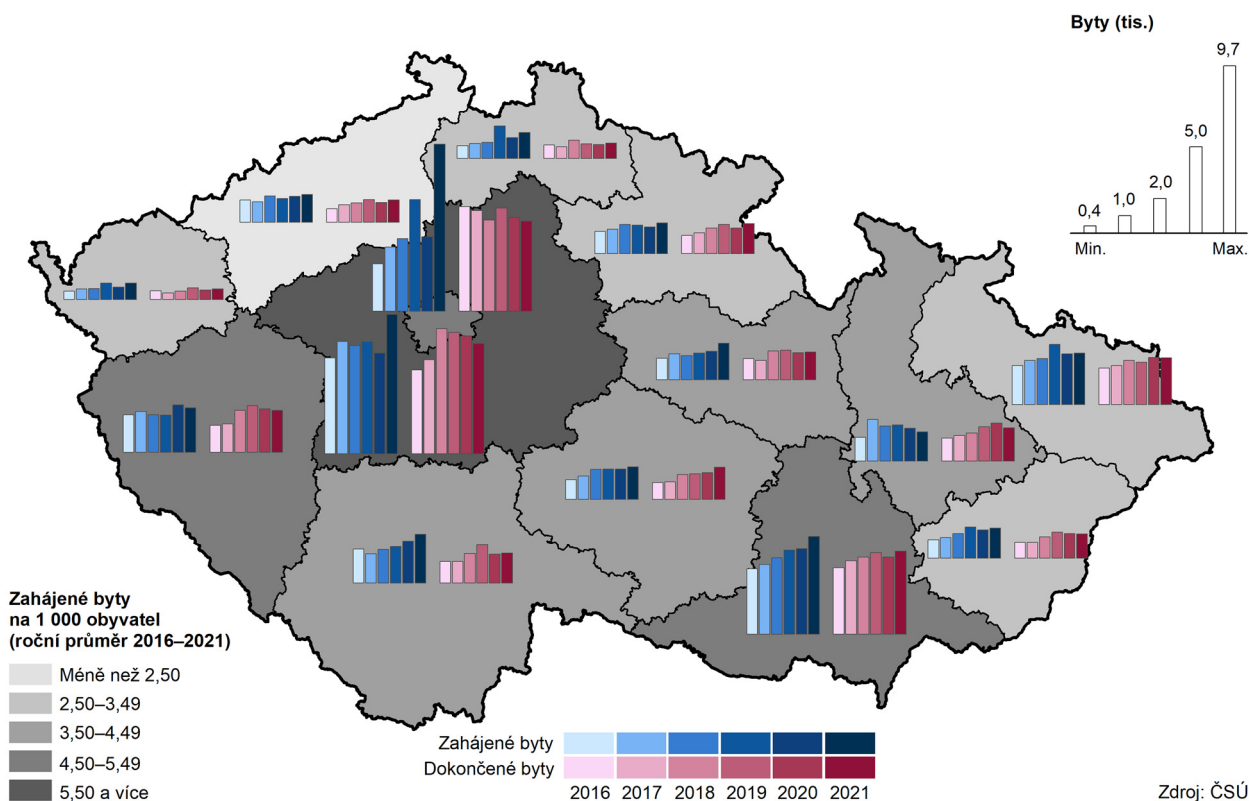 Byty (tis.)
9,7
5,0
2,0
1,0
0,4
Min.
Max.
Zahájené byty
na 1 000 obyvatel
(roční průměr 2016–2021)
Méně než 2,50
2,50–3,49
3,50–4,49
4,50–5,49
5,50 a více
Zahájené byty
Dokončené byty
2016 2017 2018 2019 2020 2021
Zdroj: ČSÚ